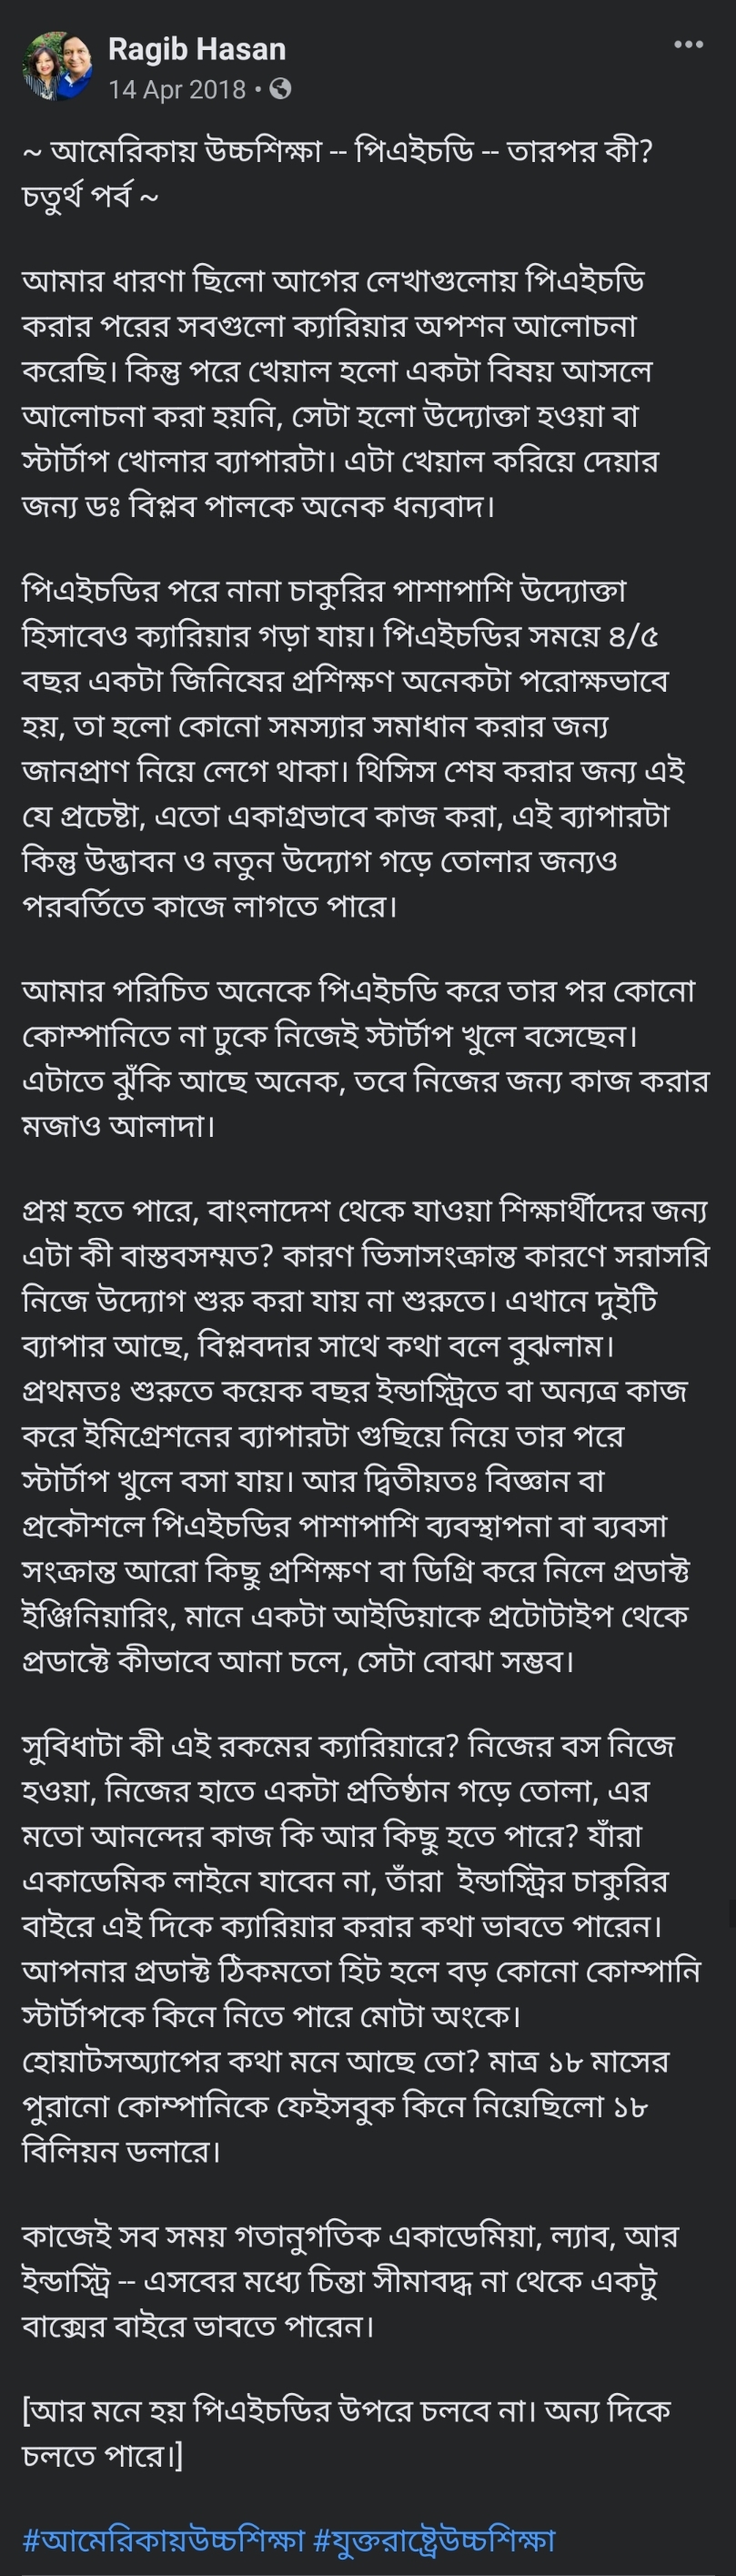 Ragib Hasan
14 Apr 2018 •
~ আমেরিকায় উচ্চশিক্ষা -- পিএইচডি -- তারপর কী?
চতুর্থ পর্ব ~
আমার ধারণা ছিলো আগের লেখাগুলোয় পিএইচডি
করার পরের সবগুলো ক্যারিয়ার অপশন আলোচনা
করেছি। কিন্তু পরে খেয়াল হলো একটা বিষয় আসলে
আলোচনা করা হয়নি, সেটা হলো উদ্যোক্তা হওয়া বা
স্টার্টাপ খোলার ব্যাপারটা। এটা খেয়াল করিয়ে দেয়ার
জন্য ডঃ বিপ্লব পালকে অনেক ধন্যবাদ।
পিএইচডির পরে নানা চাকুরির পাশাপাশি উদ্যোক্তা
হিসাবেও ক্যারিয়ার গড়া যায়। পিএইচডির সময়ে ৪/৫
বছর একটা জিনিষের প্রশিক্ষণ অনেকটা পরোক্ষভাবে
হয়, তা হলো কোনো সমস্যার সমাধান করার জন্য
জানপ্রাণ নিয়ে লেগে থাকা। থিসিস শেষ করার জন্য এই
যে প্রচেষ্টা, এতো একাগ্রভাবে কাজ করা, এই ব্যাপারটা
কিন্তু উদ্ভাবন ও নতুন উদ্যোগ গড়ে তোলার জন্যও
পরবর্তিতে কাজে লাগতে পারে।
আমার পরিচিত অনেকে পিএইচডি করে তার পর কোনো
কোম্পানিতে না ঢুকে নিজেই স্টার্টাপ খুলে বসেছেন।
এটাতে ঝুঁকি আছে অনেক, তবে নিজের জন্য কাজ করার
মজাও আলাদা।
প্রশ্ন হতে পারে, বাংলাদেশ থেকে যাওয়া শিক্ষার্থীদের জন্য
এটা কী বাস্তবসম্মত? কারণ ভিসাসংক্রান্ত কারণে সরাসরি
নিজে উদ্যোগ শুরু করা যায় না শুরুতে। এখানে দুইটি
ব্যাপার আছে, বিপ্লবদার সাথে কথা বলে বুঝলাম।
প্রথমতঃ শুরুতে কয়েক বছর ইন্ডাস্ট্রিতে বা অন্যত্র কাজ
করে ইমিগ্রেশনের ব্যাপারটা গুছিয়ে নিয়ে তার পরে
স্টার্টাপ খুলে বসা যায়। আর দ্বিতীয়তঃ বিজ্ঞান বা
প্রকৌশলে পিএইচডির পাশাপাশি ব্যবস্থাপনা বা ব্যবসা
সংক্রান্ত আরো কিছু প্রশিক্ষণ বা ডিগ্রি করে নিলে প্রডাক্ট
ইঞ্জিনিয়ারিং, মানে একটা আইডিয়াকে প্রটোটাইপ থেকে
প্রডাক্টে কীভাবে আনা চলে, সেটা বোঝা সম্ভব।
সুবিধাটা কী এই রকমের ক্যারিয়ারে? নিজের বস নিজে
হওয়া, নিজের হাতে একটা প্রতিষ্ঠান গড়ে তোলা, এর
মতো আনন্দের কাজ কি আর কিছু হতে পারে? যাঁরা
একাডেমিক লাইনে যাবেন না, তাঁরা  ইন্ডাস্ট্রির চাকুরির
বাইরে এই দিকে ক্যারিয়ার করার কথা ভাবতে পারেন।
আপনার প্রডাক্ট ঠিকমতো হিট হলে বড় কোনো কোম্পানি
স্টার্টাপকে কিনে নিতে পারে মোটা অংকে।
হোয়াটসঅ্যাপের কথা মনে আছে তো? মাত্র ১৮ মাসের
পুরানো কোম্পানিকে ফেইসবুক কিনে নিয়েছিলো ১৮
বিলিয়ন ডলারে।
কাজেই সব সময় গতানুগতিক একাডেমিয়া, ল্যাব, আর
ইন্ডাস্ট্রি -- এসবের মধ্যে চিন্তা সীমাবদ্ধ না থেকে একটু
বাক্সের বাইরে ভাবতে পারেন।
[আর মনে হয় পিএইচডির উপরে চলবে না। অন্য দিকে
চলতে পারে।]
#আমেরিকায়উচ্চশিক্ষা #যুক্তরাষ্ট্রেউচ্চশিক্ষা